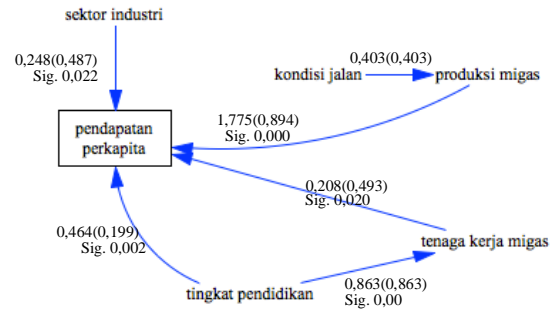 sektor industri
0,248(0,487)
Sig. 0,022
kondisi jalan
0,403(0,403)
produksi migas
pendapatan
perkapita
1,775(0,894)
Sig. 0,000
0,208(0,493)
Sig. 0,020
0,464(0,199)
Sig. 0,002
tenaga kerja migas
tingkat pendidikan
0,863(0,863)
Sig. 0,00